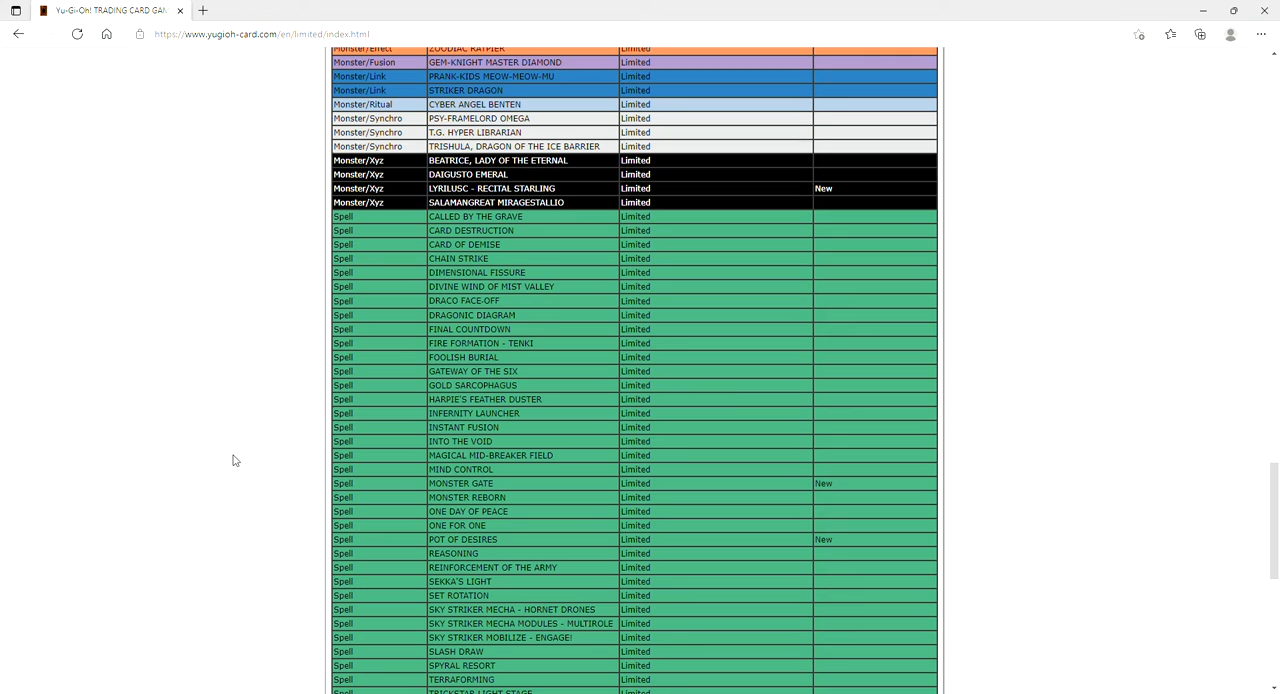 Yu-Gi-Oh! TRADING CARD GAM
https://www.yugioh-card.com/en/limited/index.html
Monster/Effect ZOODIAC RATPIER Limited
Monster/Fusion GEM-KNIGHT MASTER DIAMOND Limited
Monster/Link PRANK-KIDS MEOW-MEOW-MU Limited
Monster/Link STRIKER DRAGON Limited
Monster/Ritual CYBER ANGEL BENTEN Limited
Monster/Synchro PSY-FRAMELORD OMEGA Limited
Monster/Synchro T.G. HYPER LIBRARIAN Limited
Monster/Synchro TRISHULA, DRAGON OF THE ICE BARRIER Limited
Monster/Xyz BEATRICE, LADY OF THE ETERNAL Limited
Monster/Xyz DAIGUSTO EMERAL Limited
Monster/Xyz LYRILUSC - RECITAL STARLING Limited New
Monster/Xyz SALAMANGREAT MIRAGESTALLIO Limited
Spell CALLED BY THE GRAVE Limited
Spell CARD DESTRUCTION Limited
Spell CARD OF DEMISE Limited
Spell CHAIN STRIKE Limited
Spell DIMENSIONAL FISSURE Limited
Spell DIVINE WIND OF MIST VALLEY Limited
Spell DRACO FACE-OFF Limited
Spell DRAGONIC DIAGRAM Limited
Spell FINAL COUNTDOWN Limited
Spell FIRE FORMATION - TENKI Limited
Spell FOOLISH BURIAL Limited
Spell GATEWAY OF THE SIX Limited
Spell GOLD SARCOPHAGUS Limited
Spell HARPIE'S FEATHER DUSTER Limited
Spell INFERNITY LAUNCHER Limited
Spell INSTANT FUSION Limited
Spell INTO THE VOID Limited
Spell MAGICAL MID-BREAKER FIELD Limited
Spell MIND CONTROL Limited
Spell MONSTER GATE Limited New
Spell MONSTER REBORN Limited
Spell ONE DAY OF PEACE Limited
Spell ONE FOR ONE Limited
Spell POT OF DESIRES Limited New
Spell REASONING Limited
Spell REINFORCEMENT OF THE ARMY Limited
Spell SEKKA'S LIGHT Limited
Spell SET ROTATION Limited
Spell SKY STRIKER MECHA - HORNET DRONES Limited
Spell SKY STRIKER MECHA MODULES - MULTIROLE Limited
Spell SKY STRIKER MOBILIZE - ENGAGE! Limited
Spell SLASH DRAW Limited
Spell SPYRAL RESORT Limited
Spell TERRAFORMING Limited
Spell TRICKSTAR LIGHT STAGE Limited